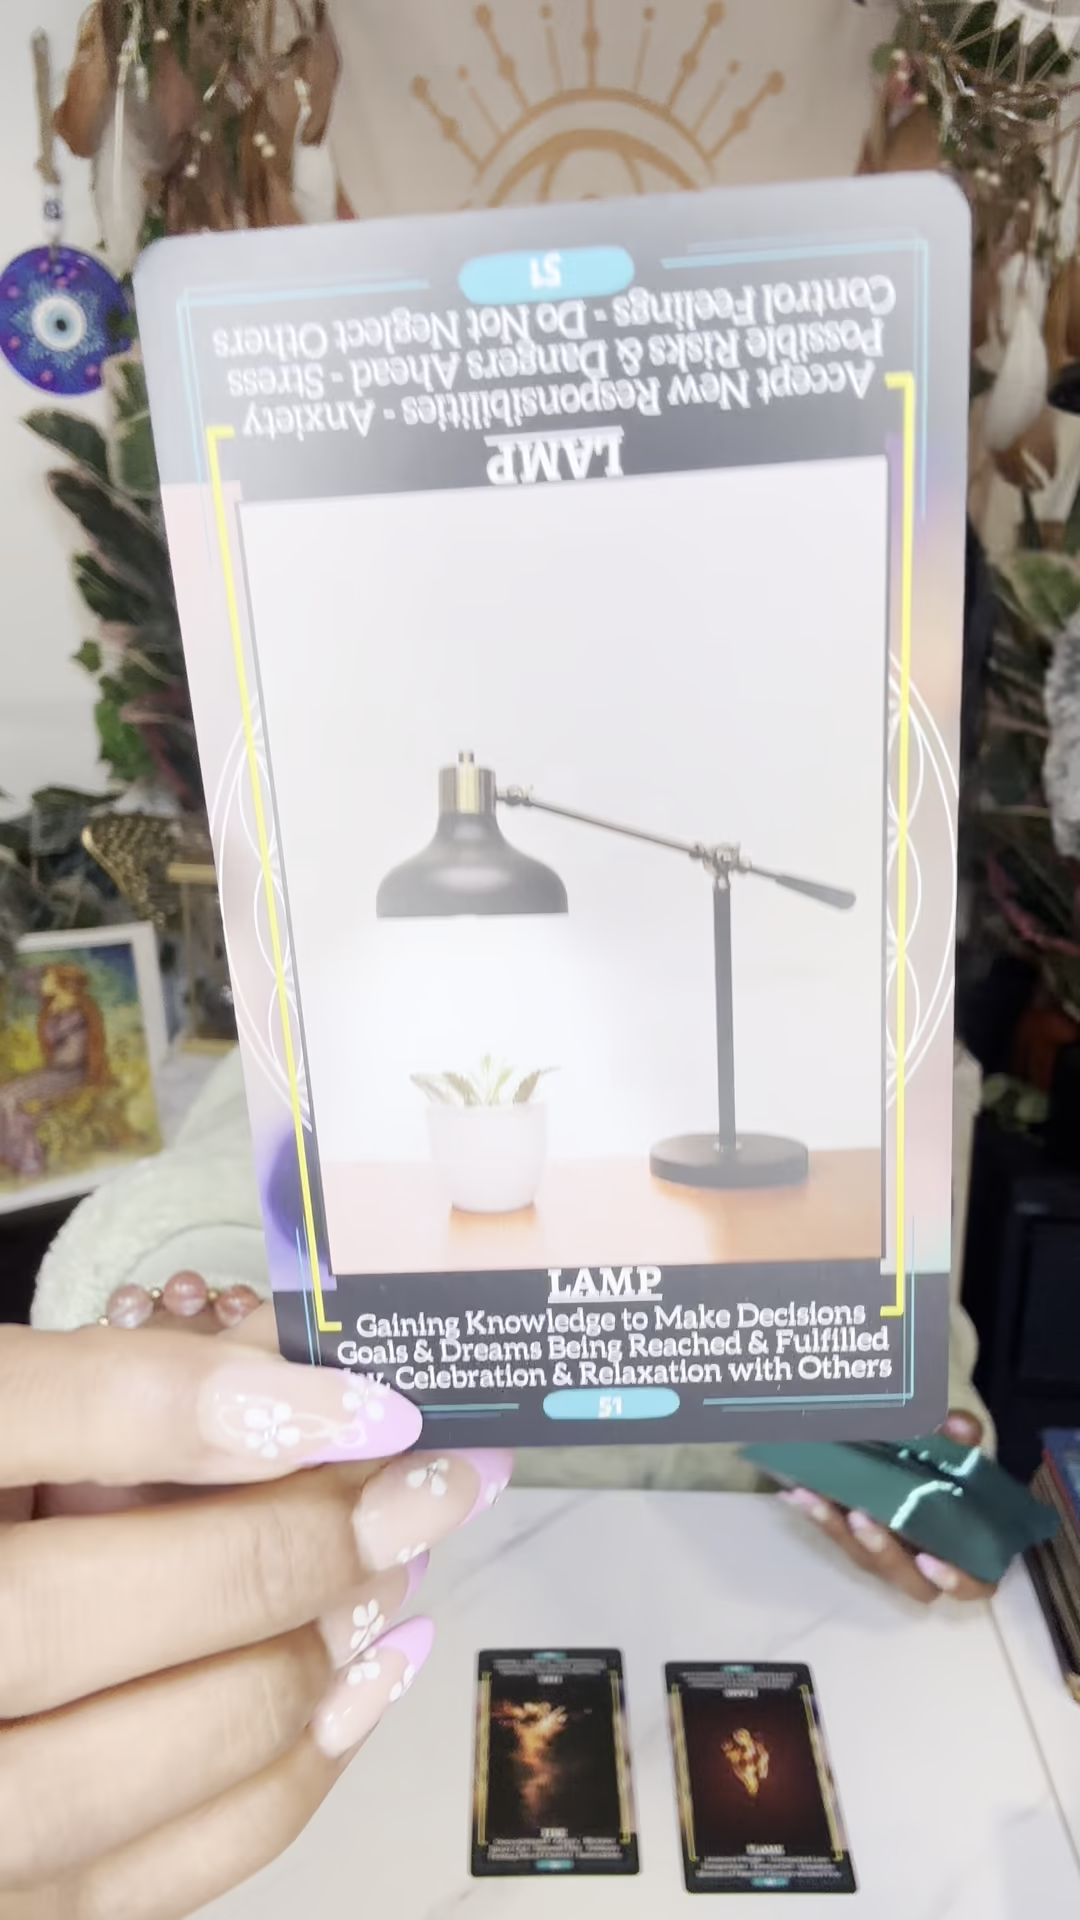 51
Control Feelings - Do Not Neglect Others
Possible Risks & Dangers Ahead - Stress
Accept New Responsibilities - Anxiety
LAMP
LAMP
Gaining Knowledge to Make Decisions
Goals & Dreams Being Reached & Fulfilled
Celebration & Relaxation with Others
51